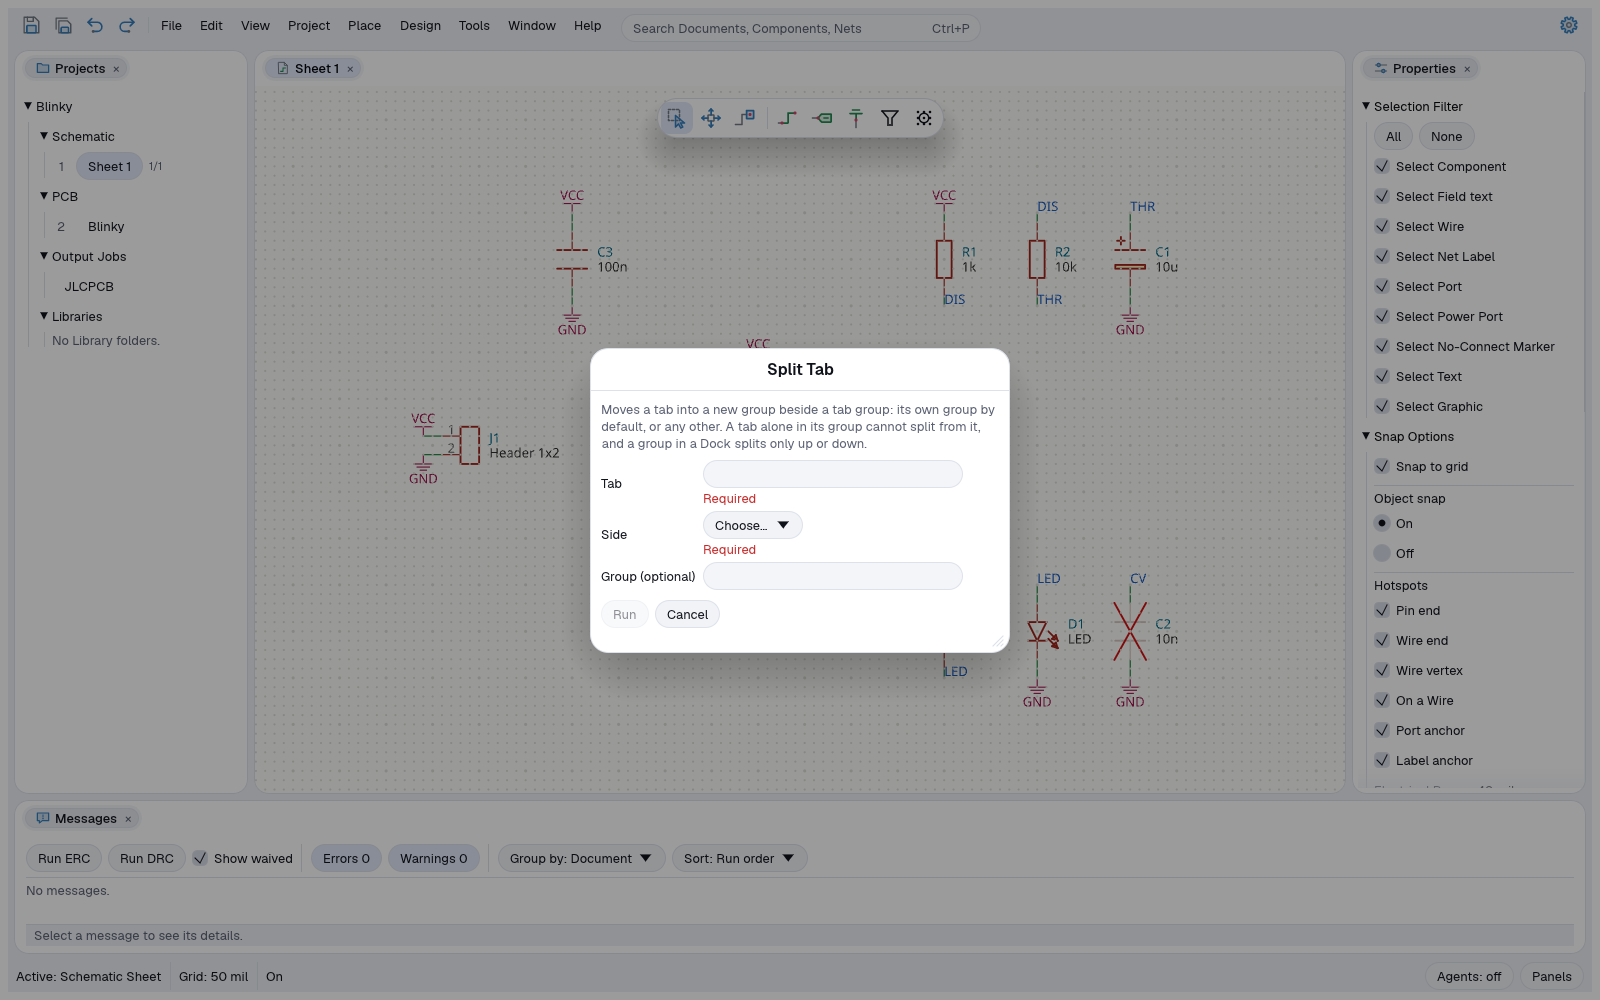 File Edit View Project Place Design Tools Window Help Search Documents, Components, Nets Ctrl+P
Projects ×
Sheet 1 ×
Properties ×
Blinky
Schematic
1 Sheet 1 1/1
PCB
2 Blinky
Output Jobs
JLCPCB
Libraries
No Library folders.
VCC
C3
100n
GND
VCC
R1
1k
DIS
DIS
R2
10k
THR
THR
C1
10u
GND
VCC
VCC
1
2
J1
Header 1x2
GND
LED
LED
D1
LED
GND
CV
C2
10n
GND
Split Tab
Moves a tab into a new group beside a tab group: its own group by
default, or any other. A tab alone in its group cannot split from it,
and a group in a Dock splits only up or down.
Tab
Required
Side Choose...
Required
Group (optional)
Run Cancel
Selection Filter
All None
Select Component
Select Field text
Select Wire
Select Net Label
Select Port
Select Power Port
Select No-Connect Marker
Select Text
Select Graphic
Snap Options
Snap to grid
Object snap
On
Off
Hotspots
Pin end
Wire end
Wire vertex
On a Wire
Port anchor
Label anchor
Messages ×
Run ERC Run DRC Show waived Errors 0 Warnings 0 Group by: Document Sort: Run order
No messages.
Select a message to see its details.
Active: Schematic Sheet Grid: 50 mil On Agents: off Panels